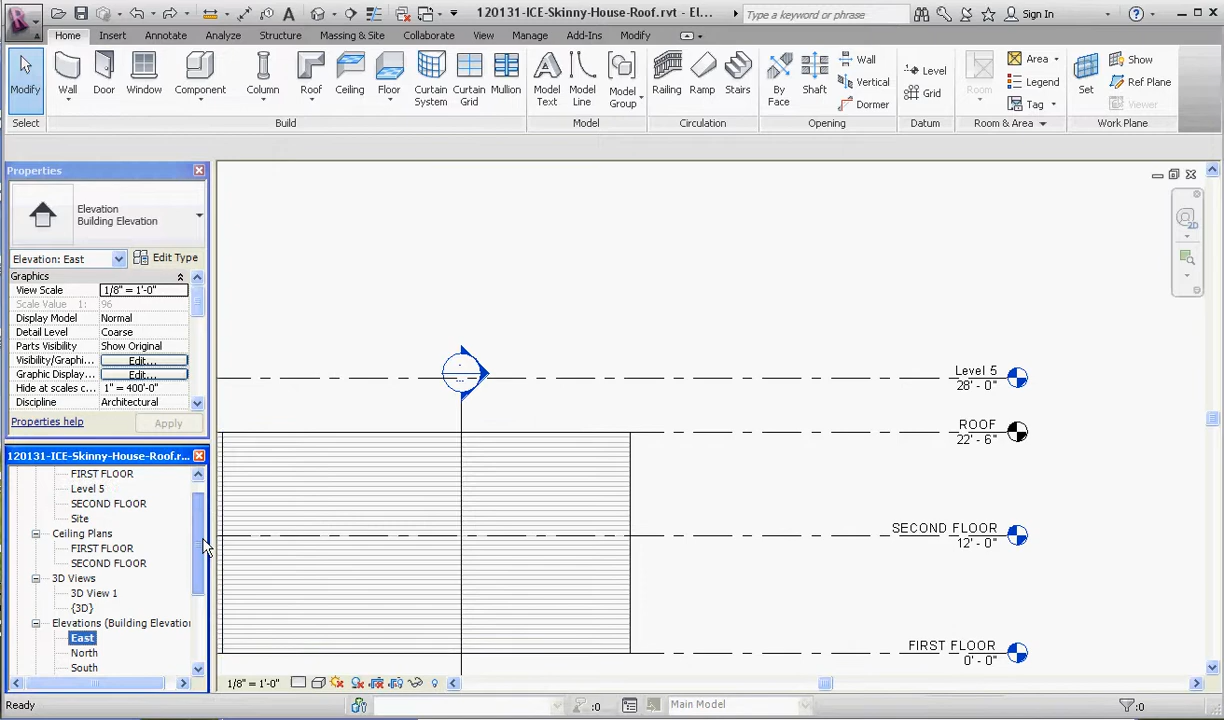 120131-ICE-Skinny-House-Roof.rvt - El...
Type a keyword or phrase
Sign In
Home
Insert
Annotate
Analyze
Structure
Massing & Site
Collaborate
View
Manage
Add-Ins
Modify
Modify
Wall
Door
Window
Component
Column
Roof
Ceiling
Floor
Curtain System
Curtain Grid
Mullion
Model Text
Model Line
Model Group
Railing
Ramp
Stairs
By Face
Shaft
Wall
Vertical
Dormer
Level
Grid
Room
Area
Legend
Tag
Set
Show
Ref Plane
Viewer
Select
Build
Model
Circulation
Opening
Datum
Room & Area
Work Plane
Properties
Elevation
Building Elevation
Elevation: East
Edit Type
Graphics
View Scale
1/8" = 1'-0"
Scale Value 1:
96
Display Model
Normal
Detail Level
Coarse
Parts Visibility
Show Original
Visibility/Graphi...
Edit...
Graphic Display...
Edit...
Hide at scales c...
1" = 400'-0"
Discipline
Architectural
Properties help
Apply
120131-ICE-Skinny-House-Roof.r...
FIRST FLOOR
Level 5
SECOND FLOOR
Site
Ceiling Plans
FIRST FLOOR
SECOND FLOOR
3D Views
3D View 1
{3D}
Elevations (Building Elevation
East
North
South
Level 5
28' - 0"
ROOF
22' - 6"
SECOND FLOOR
12' - 0"
FIRST FLOOR
0' - 0"
1/8" = 1'-0"
Ready
:0
Main Model
:0